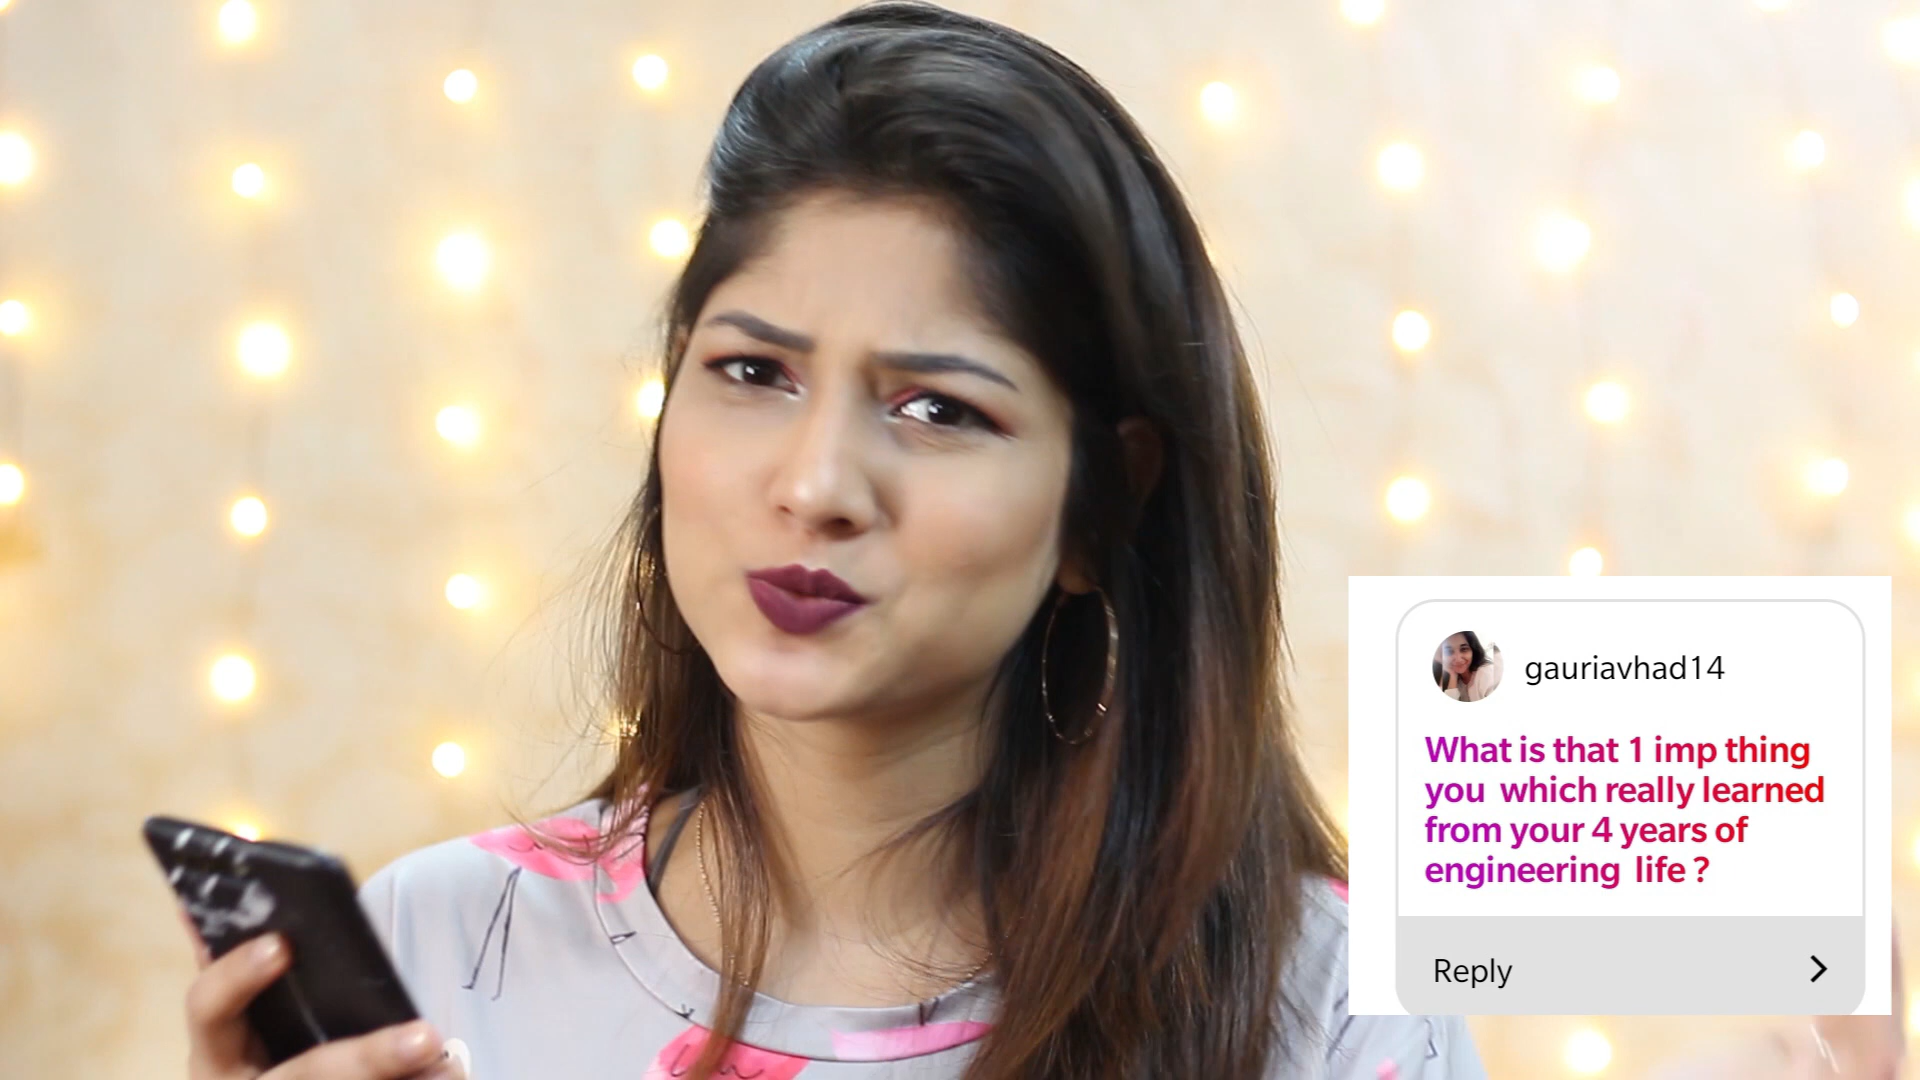 gauriavhad14
What is that 1 imp thing
you which really learned
from your 4 years of
engineering life ?
Reply